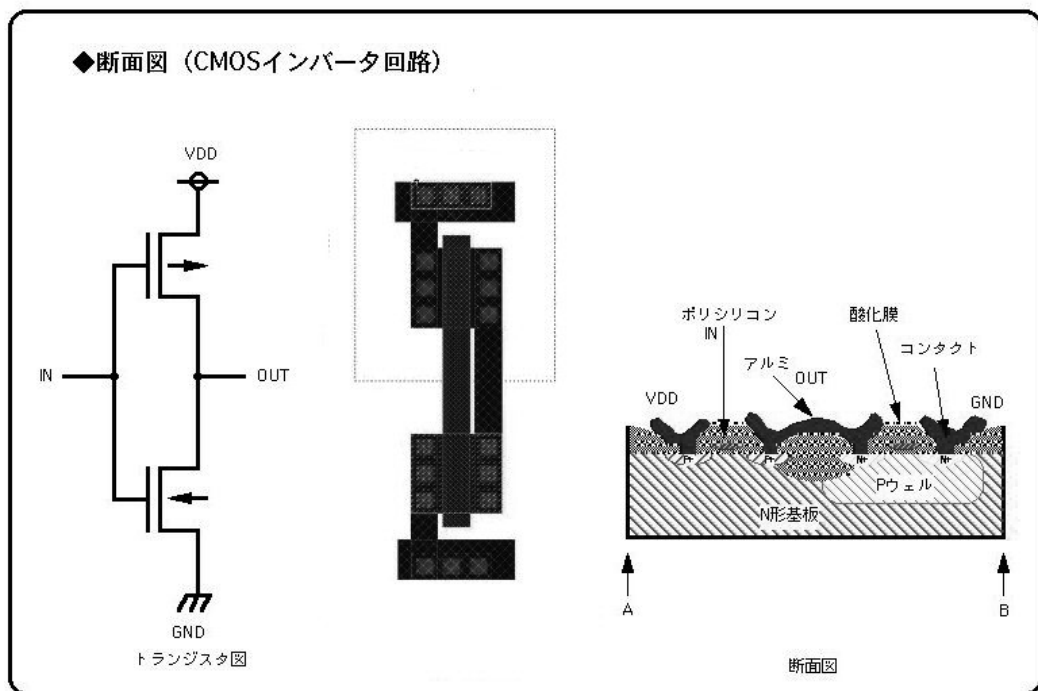 ◆断面図（CMOSインバータ回路）
VDD
IN
OUT
GND
トランジスタ図
ポリシリコン
IN
酸化膜
アルミ
OUT
コンタクト
VDD
GND
P+
P+
N+
N+
Pウェル
N形基板
A
B
断面図